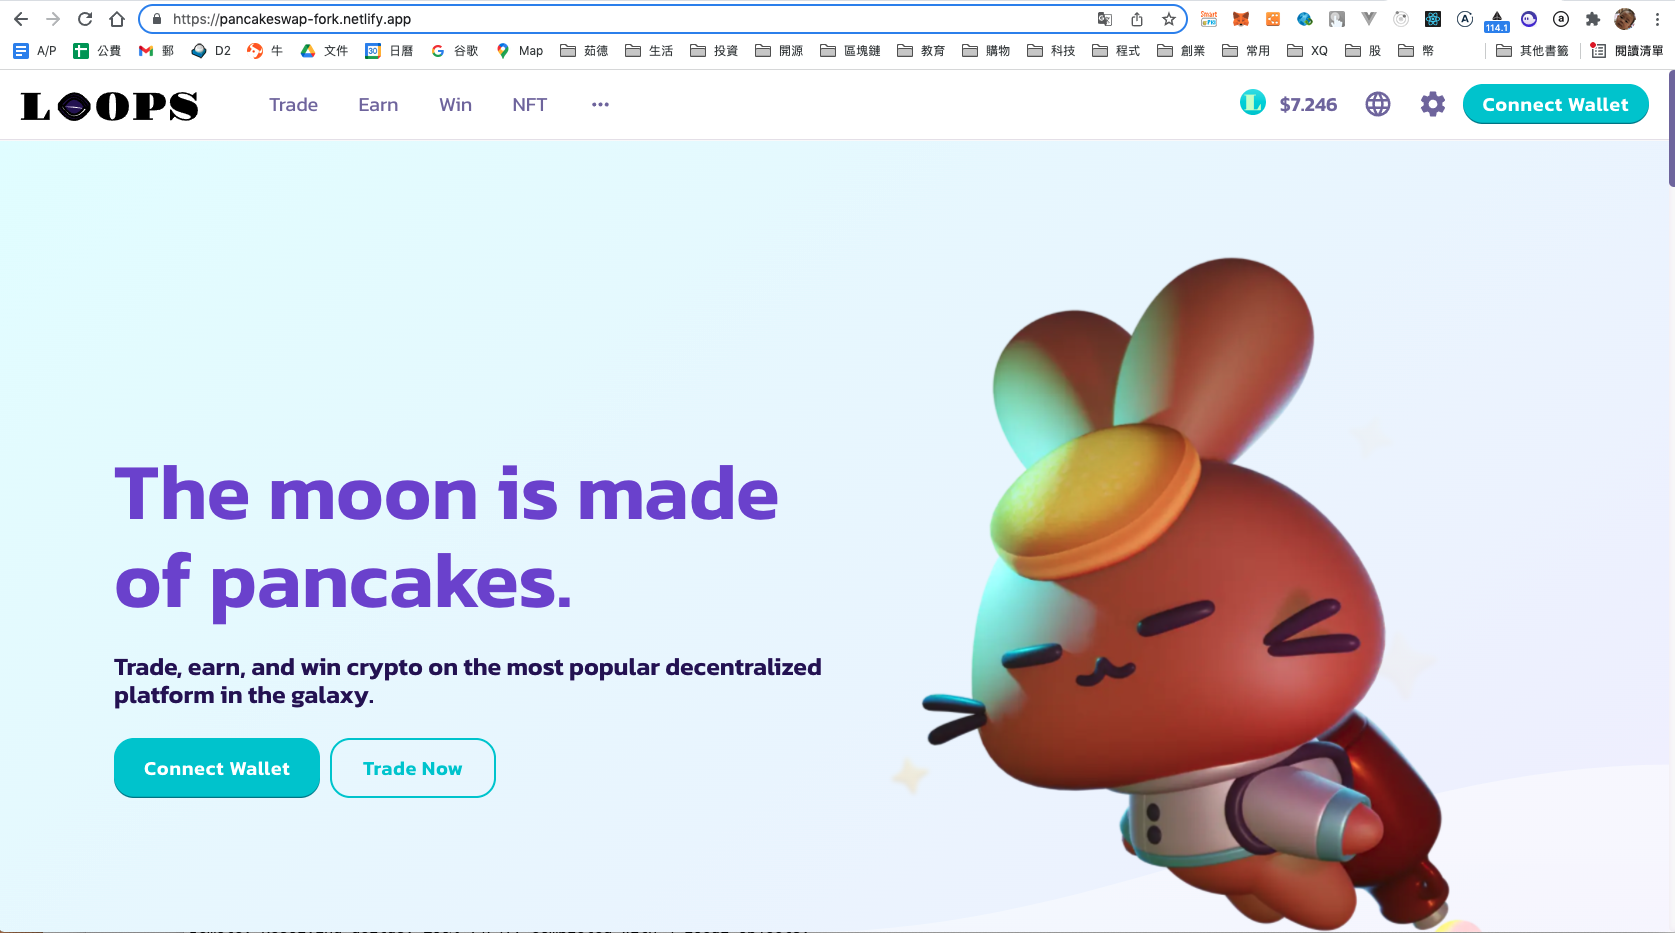 https://pancakeswap-fork.netlify.app
Smart
114.1
A/P 公費 郵 D2 牛 文件 30 日曆 谷歌 Map 茹德 生活 投資 開源 區塊鏈 教育 購物 科技 程式 創業 常用 XQ 股 幣 其他書籤 閱讀清單
LOOPS Trade Earn Win NFT ••• L $7.246 Connect Wallet
The moon is made
of pancakes.
Trade, earn, and win crypto on the most popular decentralized
platform in the galaxy.
Connect Wallet Trade Now